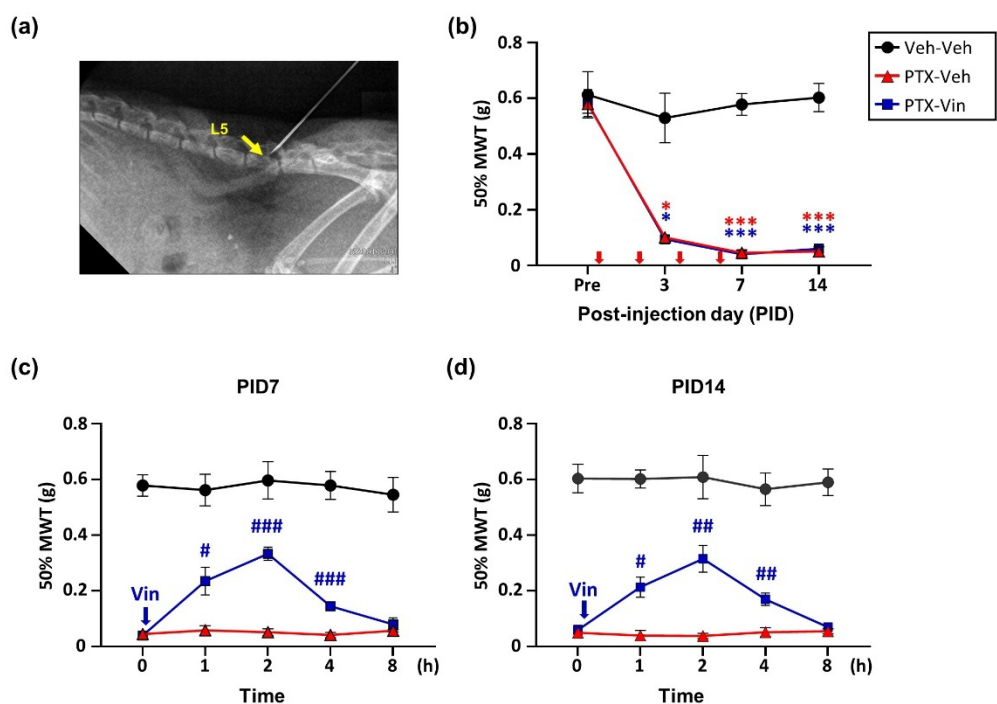 (a)
L5
(b)
50% MWT (g)
0.8
0.6
0.4
0.2
0
*
*
***
***
***
***
Pre 3 7 14
Post-injection day (PID)
Veh-Veh
PTX-Veh
PTX-Vin
(c)
PID7
50% MWT (g)
0.8
0.6
0.4
0.2
0
Vin
#
###
###
0 1 2 4 8 (h)
Time
(d)
PID14
50% MWT (g)
0.8
0.6
0.4
0.2
0
Vin
#
##
##
0 1 2 4 8 (h)
Time